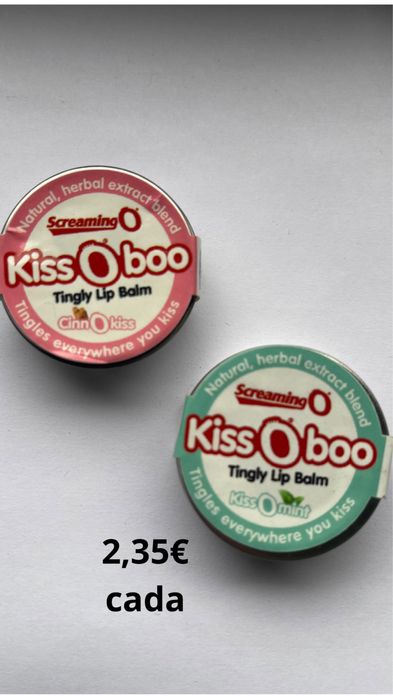 Natural, herbal extract blend
Screaming O
KissOboo
Tingly Lip Balm
CinnOkiss
Tingles everywhere you kiss
Natural, herbal extract blend
Screaming O
KissOboo
Tingly Lip Balm
KissOmint
Tingles everywhere you kiss
2,35€
cada